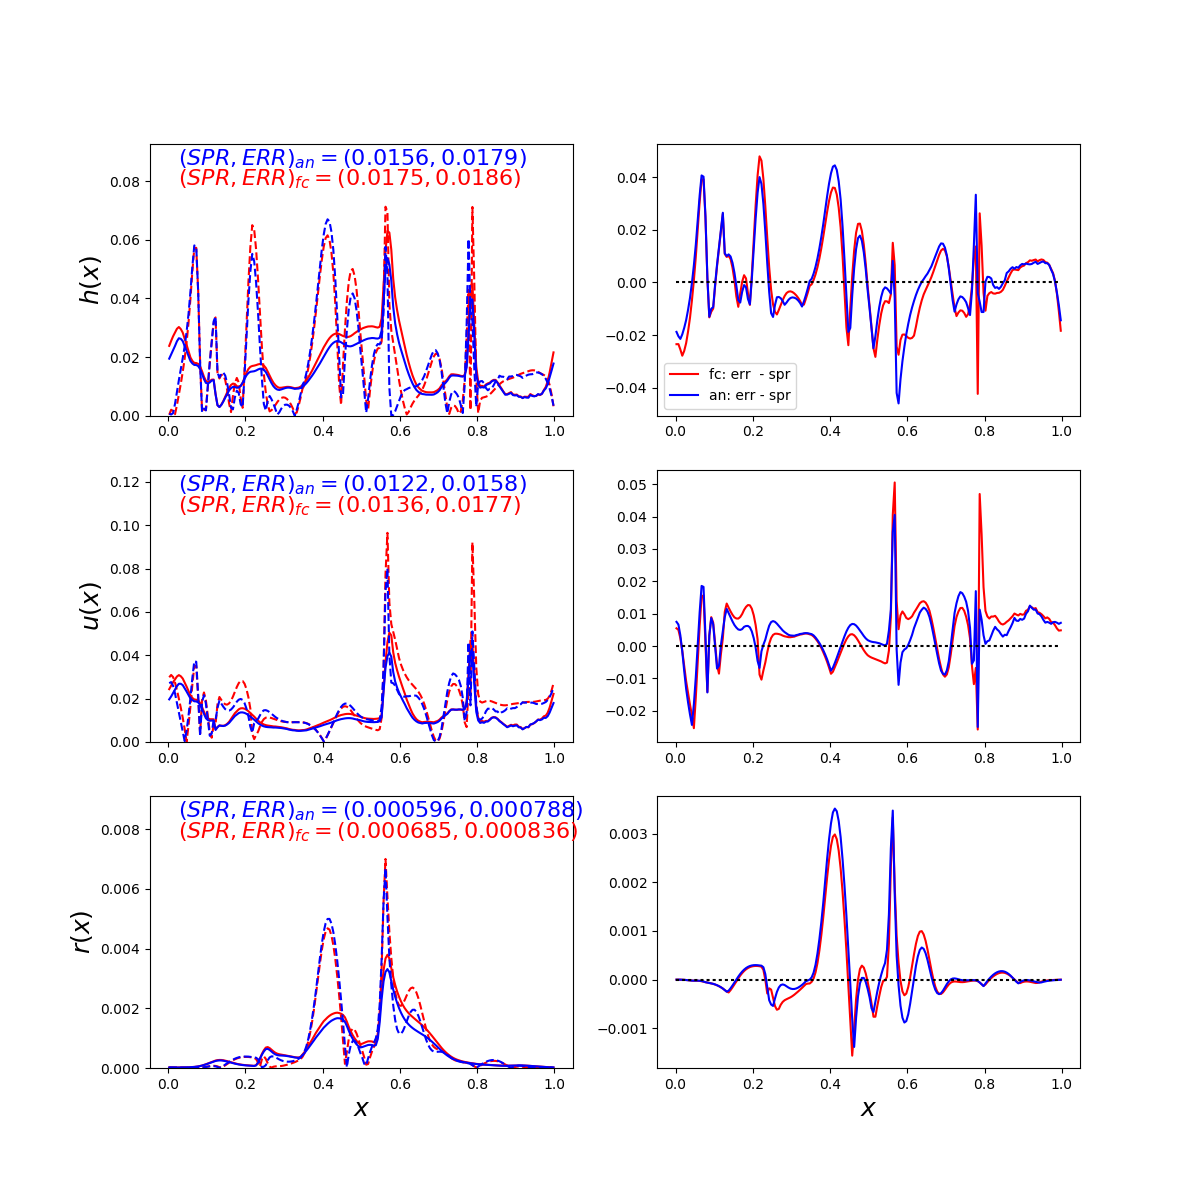 (SPR, ERR)an = (0.0156, 0.0179)
(SPR, ERR)fc = (0.0175, 0.0186)
h(x)
0.08
0.06
0.04
0.02
0.00
0.0 0.2 0.4 0.6 0.8 1.0
0.04
0.02
0.00
−0.02
−0.04
fc: err - spr
an: err - spr
0.0 0.2 0.4 0.6 0.8 1.0
(SPR, ERR)an = (0.0122, 0.0158)
(SPR, ERR)fc = (0.0136, 0.0177)
u(x)
0.12
0.10
0.08
0.06
0.04
0.02
0.00
0.0 0.2 0.4 0.6 0.8 1.0
0.05
0.04
0.03
0.02
0.01
0.00
−0.01
−0.02
0.0 0.2 0.4 0.6 0.8 1.0
(SPR, ERR)an = (0.000596, 0.000788)
(SPR, ERR)fc = (0.000685, 0.000836)
r(x)
0.008
0.006
0.004
0.002
0.000
0.0 0.2 0.4 0.6 0.8 1.0
x
0.003
0.002
0.001
0.000
−0.001
0.0 0.2 0.4 0.6 0.8 1.0
x